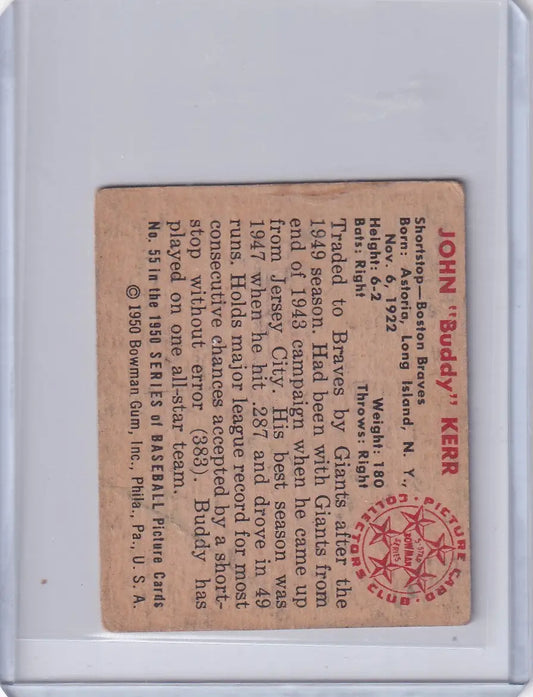 JOHN "Buddy" KERR
Shortstop—Boston Braves
Born: Astoria, Long Island, N. Y.,
Nov. 6, 1922
Height: 6-2 Weight: 180
Bats: Right Throws: Right
PICTURE CARD COLLECTORS CLUB
5-STAR
BOWMAN
SERIES
Traded to Braves by Giants after the
1949 season. Had been with Giants from
end of 1943 campaign when he came up
from Jersey City. His best season was
1947 when he hit .287 and drove in 49
runs. Holds major league record for most
consecutive chances accepted by a short-
stop without error (383). Buddy has
played on one all-star team.
No. 55 in the 1950 SERIES of BASEBALL Picture Cards
© 1950 Bowman Gum, Inc., Phila., Pa., U. S. A.